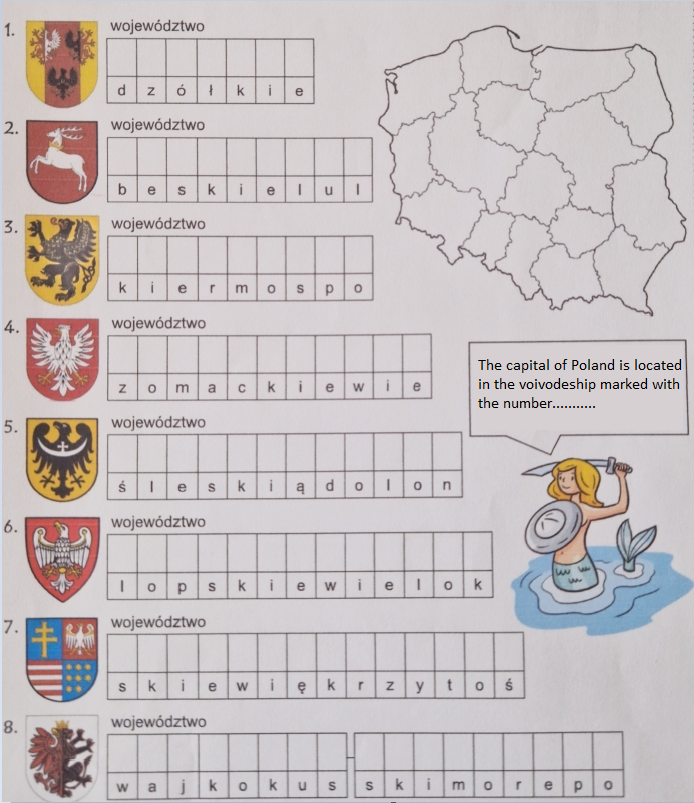 1. województwo
d z ó ł k i e
2. województwo
b e s k i e l u l
3. województwo
k i e r m o s p o
4. województwo
z o m a c k i e w i e
5. województwo
ś l e s k i ą d o l o n
6. województwo
l o p s k i e w i e l o k
7. województwo
s k i e w i ę k r z y t o ś
8. województwo
w a j k o k u s - s k i m o r e p o
The capital of Poland is located
in the voivodeship marked with
the number...........